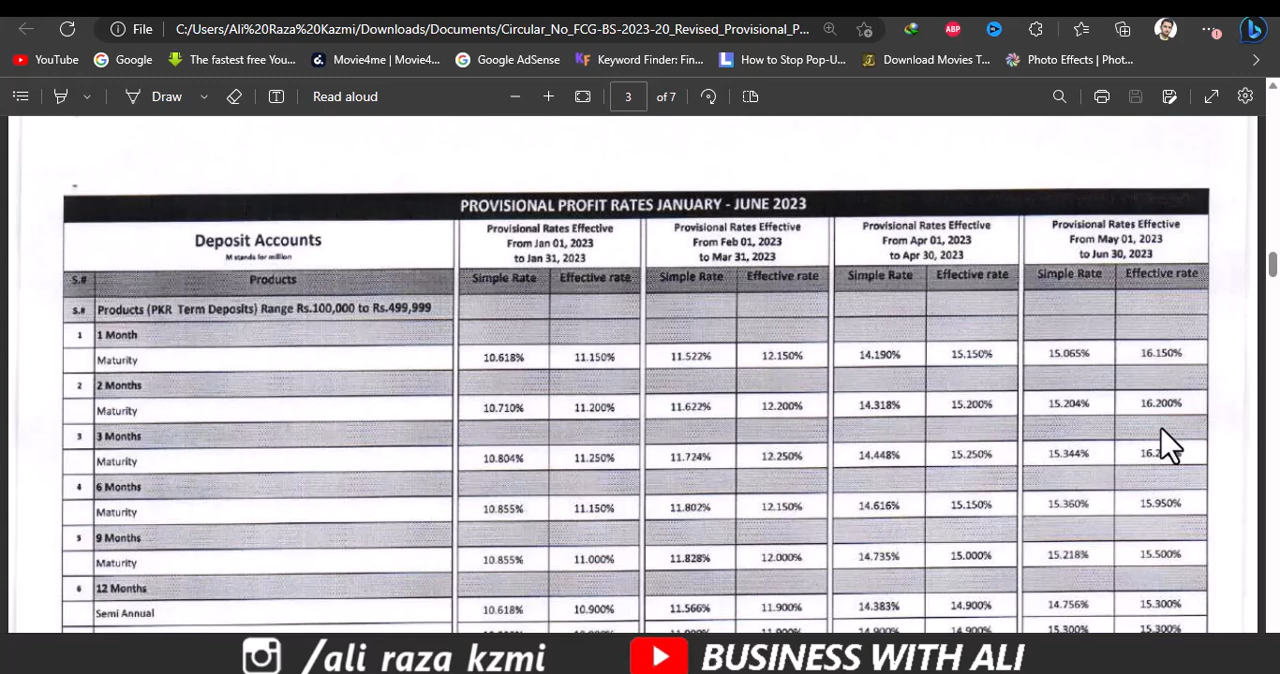 File C:/Users/Ali%20Raza%20Kazmi/Downloads/Documents/Circular_No_FCG-BS-2023-20_Revised_Provisional_P...
YouTube Google The fastest free You... Movie4me | Movie4... Google AdSense Keyword Finder: Fin... How to Stop Pop-U... Download Movies T... Photo Effects | Phot...
Draw Read aloud 3 of 7
PROVISIONAL PROFIT RATES JANUARY - JUNE 2023
Deposit Accounts
M stands for million
Provisional Rates Effective
From Jan 01, 2023
to Jan 31, 2023
Provisional Rates Effective
From Feb 01, 2023
to Mar 31, 2023
Provisional Rates Effective
From Apr 01, 2023
to Apr 30, 2023
Provisional Rates Effective
From May 01, 2023
to Jun 30, 2023
S.# Products Simple Rate Effective rate Simple Rate Effective rate Simple Rate Effective rate Simple Rate Effective rate
S.# Products (PKR Term Deposits) Range Rs.100,000 to Rs.499,999
1 1 Month
Maturity 10.618% 11.150% 11.522% 12.150% 14.190% 15.150% 15.065% 16.150%
2 2 Months
Maturity 10.710% 11.200% 11.622% 12.200% 14.318% 15.200% 15.204% 16.200%
3 3 Months
Maturity 10.804% 11.250% 11.724% 12.250% 14.448% 15.250% 15.344%
4 6 Months
Maturity 10.855% 11.150% 11.802% 12.150% 14.616% 15.150% 15.360% 15.950%
5 9 Months
Maturity 10.855% 11.000% 11.828% 12.000% 14.735% 15.000% 15.218% 15.500%
6 12 Months
Semi Annual 10.618% 10.900% 11.566% 11.900% 14.383% 14.900% 14.756% 15.300%
14.900% 14.900% 15.300% 15.300%
/ali raza kzmi BUSINESS WITH ALI